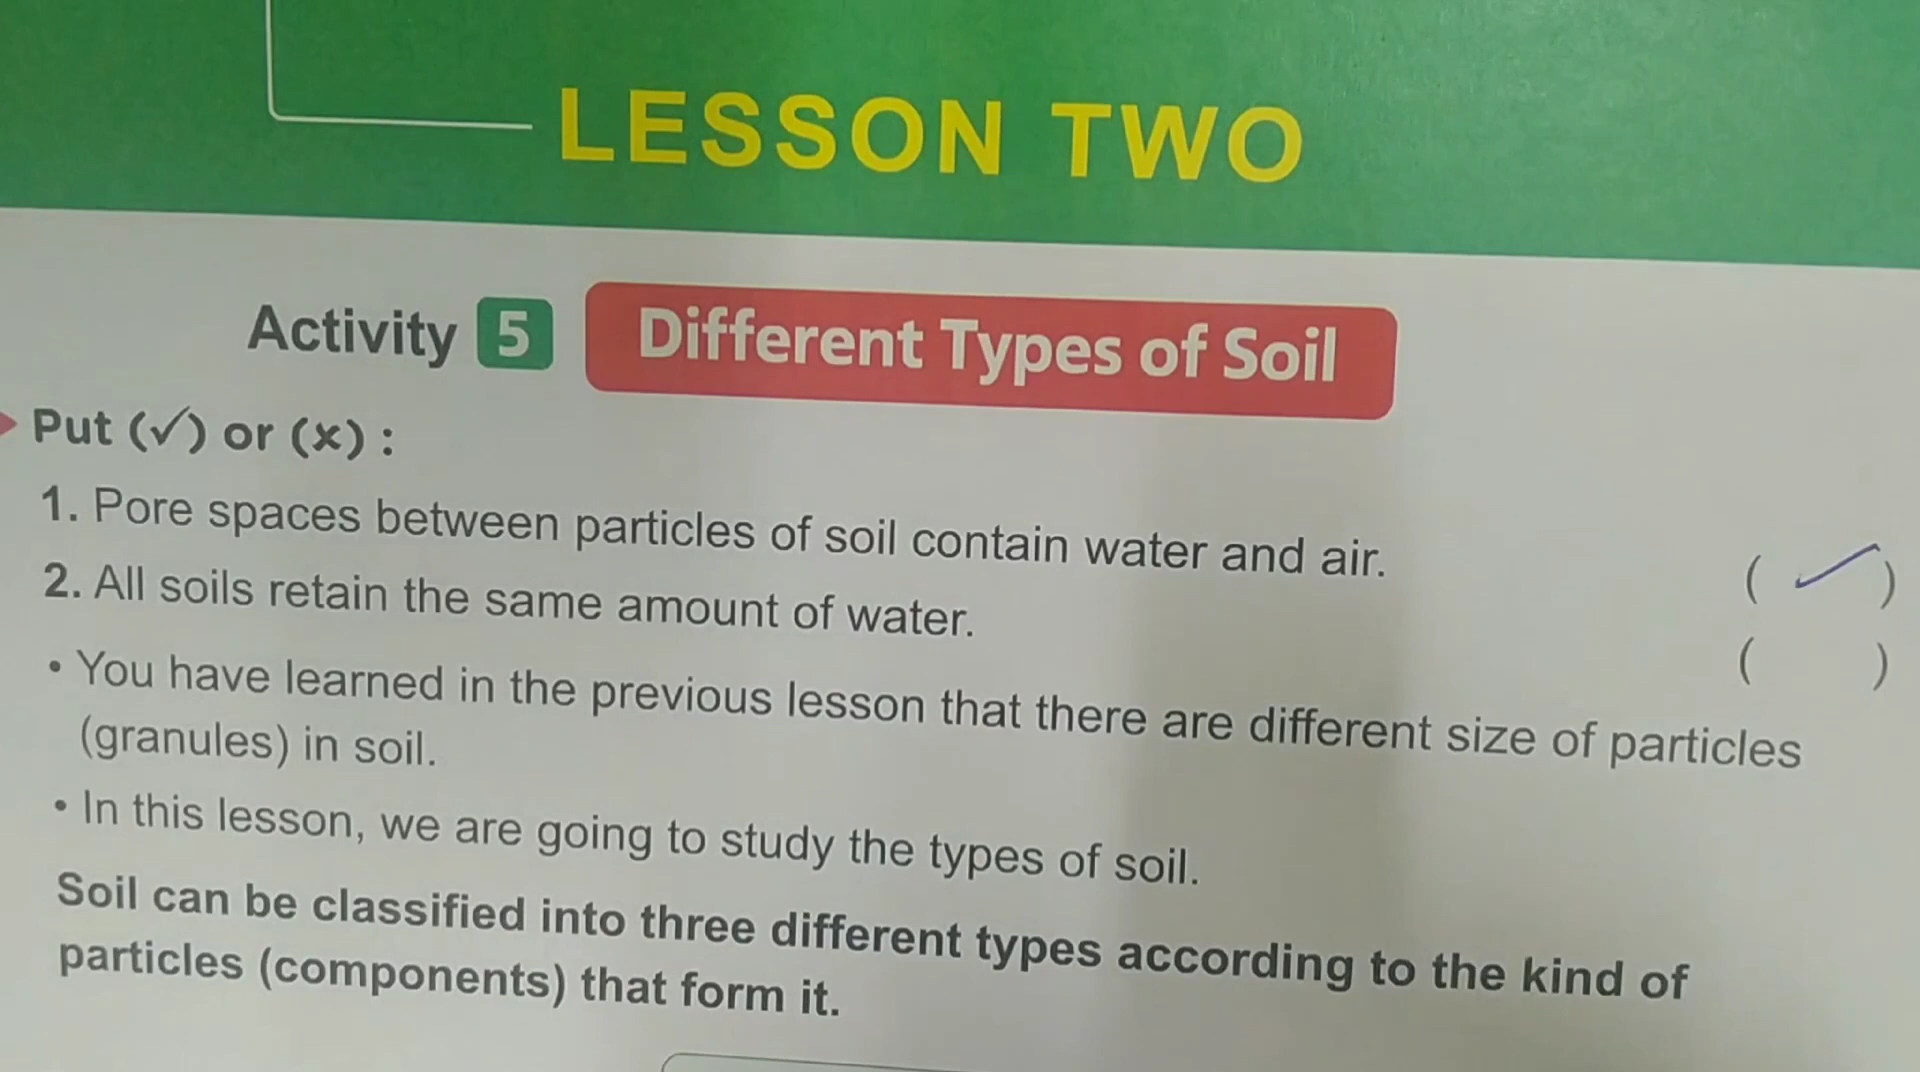 LESSON TWO
Activity 5 Different Types of Soil
Put (✓) or (x) :
1. Pore spaces between particles of soil contain water and air. ( ✓ )
2. All soils retain the same amount of water. ( )
• You have learned in the previous lesson that there are different size of particles
(granules) in soil.
• In this lesson, we are going to study the types of soil.
Soil can be classified into three different types according to the kind of
particles (components) that form it.